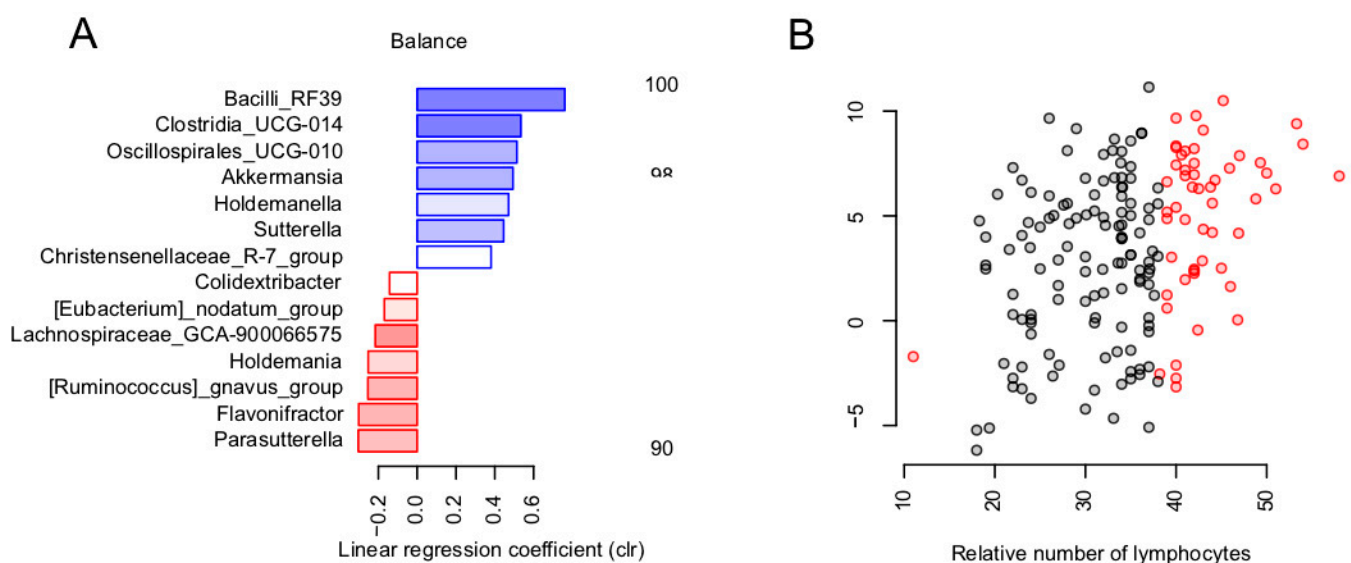 A
Balance
Bacilli_RF39
Clostridia_UCG-014
Oscillospirales_UCG-010
Akkermansia
Holdemanella
Sutterella
Christensenellaceae_R-7_group
Colidextribacter
[Eubacterium]_nodatum_group
Lachnospiraceae_GCA-900066575
Holdemania
[Ruminococcus]_gnavus_group
Flavonifractor
Parasutterella
−0.2
0.0
0.2
0.4
0.6
Linear regression coefficient (clr)
100
98
90
B
10
5
0
−5
10
20
30
40
50
Relative number of lymphocytes